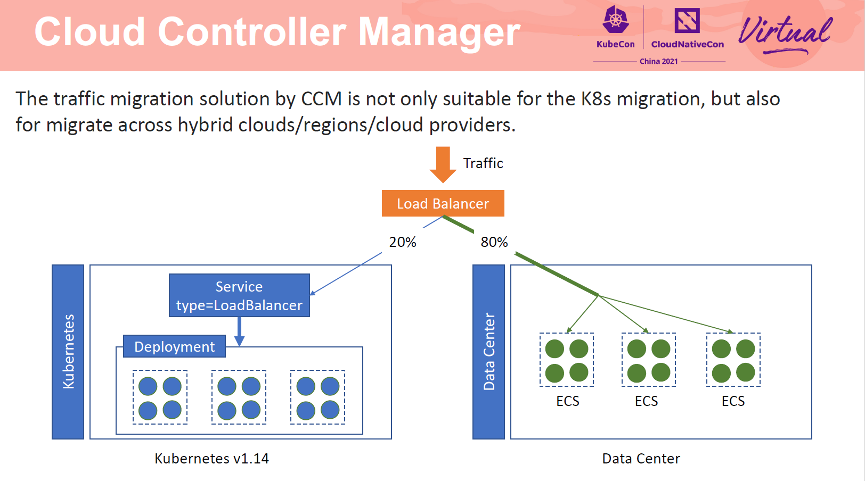 Cloud Controller Manager
KubeCon
CloudNativeCon
China 2021
Virtual
The traffic migration solution by CCM is not only suitable for the K8s migration, but also
for migrate across hybrid clouds/regions/cloud providers.
Traffic
Load Balancer
20%
80%
Kubernetes
Service
type=LoadBalancer
Deployment
Kubernetes v1.14
Data Center
ECS
ECS
ECS
Data Center